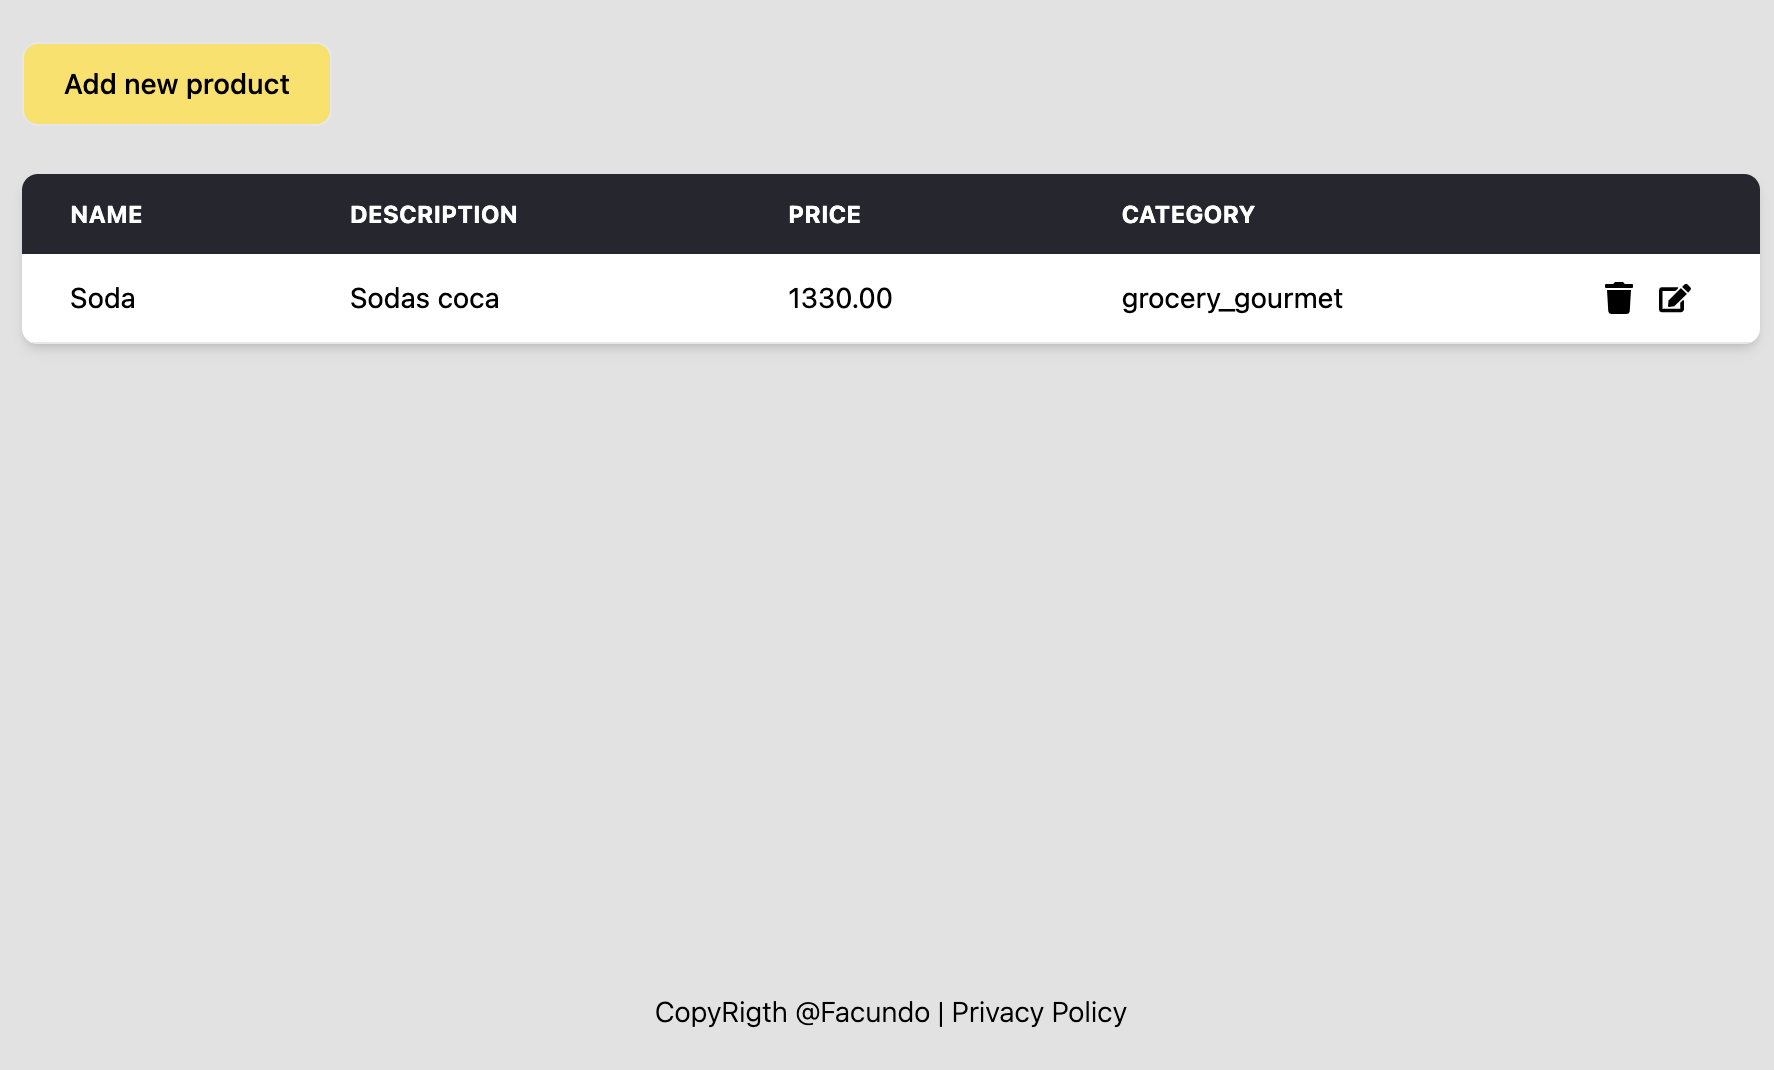 Add new product
NAME DESCRIPTION PRICE CATEGORY
Soda Sodas coca 1330.00 grocery_gourmet
CopyRigth @Facundo | Privacy Policy